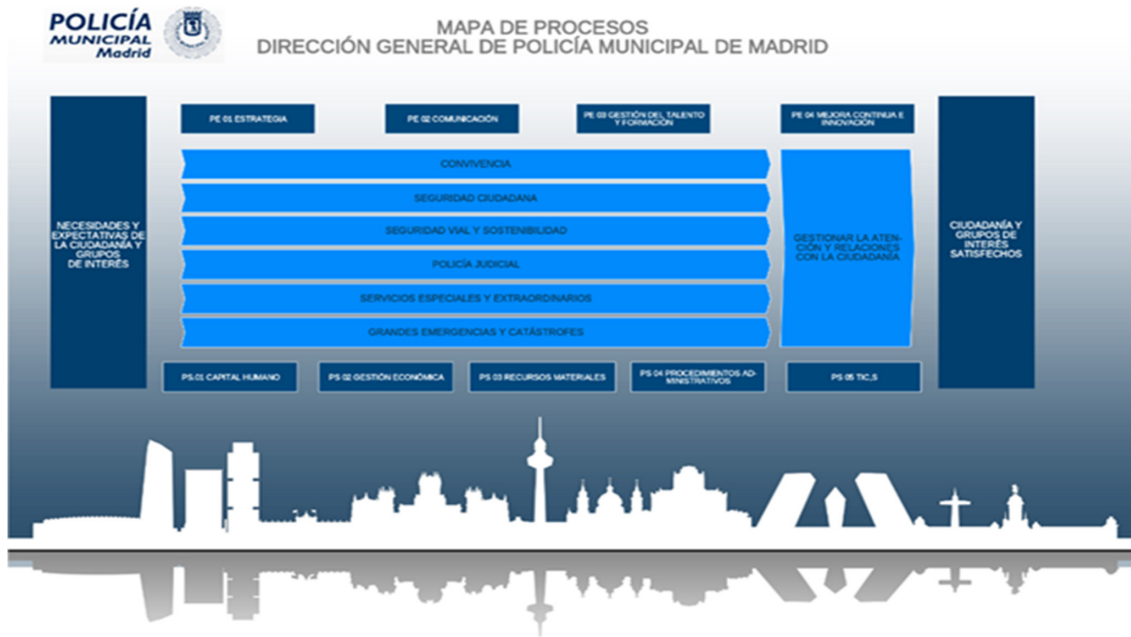 POLICÍA
MUNICIPAL
Madrid
MAPA DE PROCESOS
DIRECCIÓN GENERAL DE POLICÍA MUNICIPAL DE MADRID
NECESIDADES Y
EXPECTATIVAS DE
LA CIUDADANÍA Y
GRUPOS
DE INTERÉS
PE 01 ESTRATEGIA
PE 02 COMUNICACIÓN
PE 03 GESTIÓN DEL TALENTO
Y FORMACIÓN
PE 04 MEJORA CONTINUA E
INNOVACIÓN
CONVIVENCIA
SEGURIDAD CIUDADANA
SEGURIDAD VIAL Y SOSTENIBILIDAD
POLICÍA JUDICIAL
SERVICIOS ESPECIALES Y EXTRAORDINARIOS
GRANDES EMERGENCIAS Y CATÁSTROFES
GESTIONAR LA ATEN-
CIÓN Y RELACIONES
CON LA CIUDADANÍA
PS.01 CAPITAL HUMANO
PS 02 GESTIÓN ECONÓMICA
PS 03 RECURSOS MATERIALES
PS 04 PROCEDIMIENTOS AD-
MINISTRATIVOS
PS 05 TIC,S
CIUDADANÍA Y
GRUPOS DE
INTERÉS
SATISFECHOS